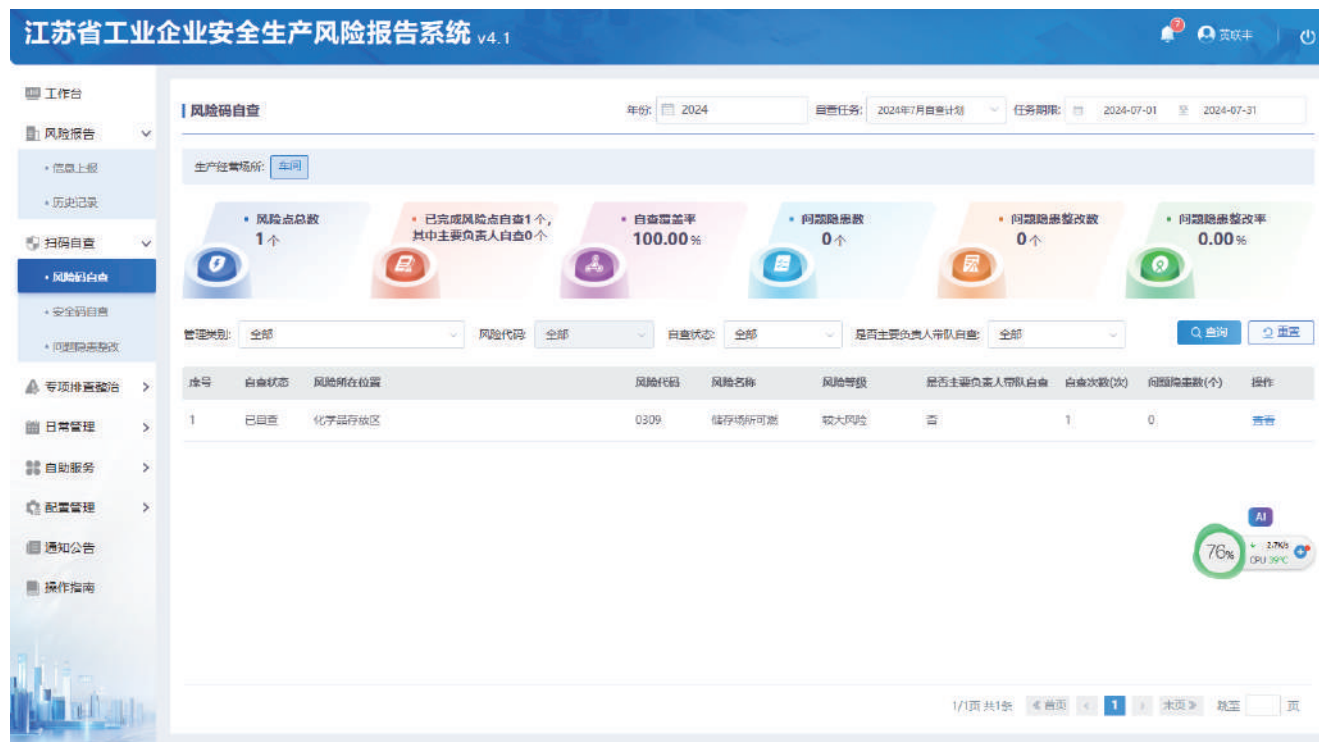 江苏省工业企业安全生产风险报告系统 v4.1
7
工作台
风险报告
• 信息上报
• 历史记录
扫码自查
• 风险码自查
• 安全码自查
• 问题隐患整改
专项排查整治
日常管理
自助服务
配置管理
通知公告
操作指南
风险码自查
年份: 2024
自查任务: 2024年7月自查计划
任务期限: 2024-07-01 至 2024-07-31
生产经营场所: 车间
• 风险点总数
1 个
• 已完成风险点自查1 个,
其中主要负责人自查0 个
• 自查覆盖率
100.00 %
• 问题隐患数
0 个
• 问题隐患整改数
0 个
• 问题隐患整改率
0.00 %
管理类别: 全部 风险代码: 全部 自查状态: 全部 是否主要负责人带队自查: 全部 查询 重置
序号 自查状态 风险所在位置 风险代码 风险名称 风险等级 是否主要负责人带队自查 自查次数(次) 问题隐患数(个) 操作
1 已自查 化学品存放区 0309 储存场所可燃 较大风险 否 1 0 查看
AI
76%
2.7K/s
CPU 39℃
1/1页 共1条 《 首页 ‹ 1 › 末页 》 跳至 页